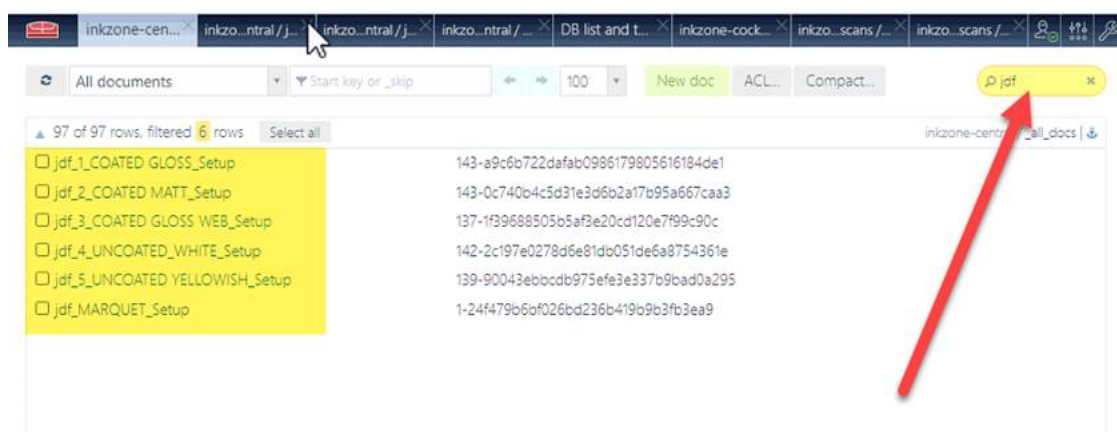 inkzone-cen... inkzo...ntral / j... inkzo...ntral / j... inkzo...ntral / ... DB list and t... inkzone-cock... inkzo...scans /... inkzo...scans /...
All documents Start key or _skip 100 New doc ACL... Compact... jdf
97 of 97 rows, filtered 6 rows Select all inkzone-centr _all_docs |
jdf_1_COATED GLOSS_Setup 143-a9c6b722dafab0986179805616184de1
jdf_2_COATED MATT_Setup 143-0c740b4c5d31e3d6b2a17b95a667caa3
jdf_3_COATED GLOSS WEB_Setup 137-1f39688505b5af3e20cd120e7f99c90c
jdf_4_UNCOATED_WHITE_Setup 142-2c197e0278d6e81db051de6a8754361e
jdf_5_UNCOATED YELLOWISH_Setup 139-90043ebbcdb975efe3e337b9bad0a295
jdf_MARQUET_Setup 1-24f479b6bf026bd236b419b9b3fb3ea9